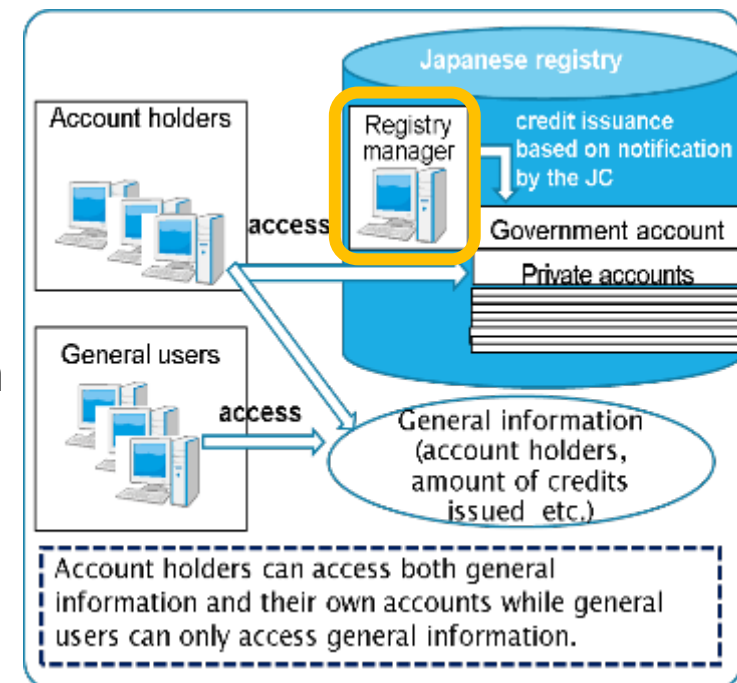 Japanese registry
Account holders
Registry
manager
credit issuance
based on notification
by the JC
access
Government account
Private accounts
General users
access
General information
(account holders,
amount of credits
issued etc.)
Account holders can access both general
information and their own accounts while general
users can only access general information.